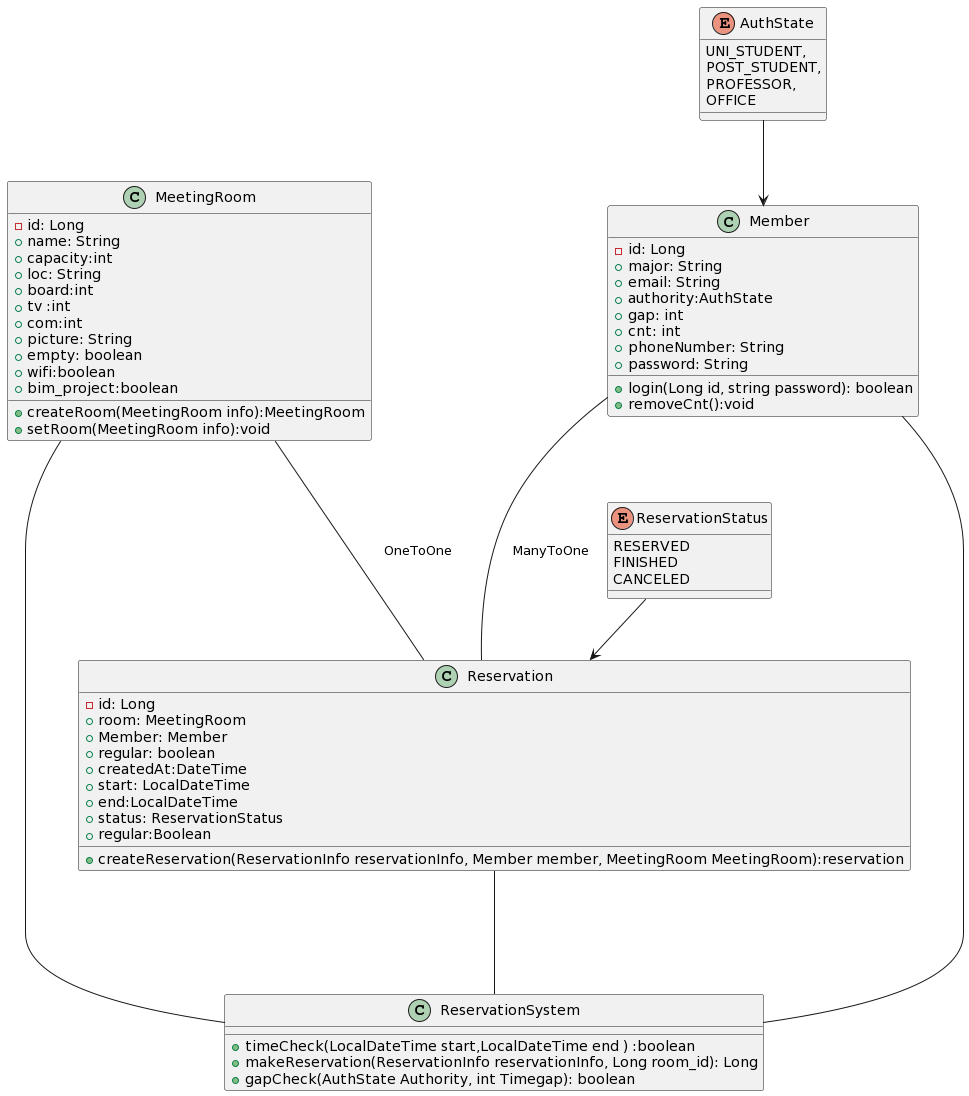 E AuthState
UNI_STUDENT,
POST_STUDENT,
PROFESSOR,
OFFICE
C MeetingRoom
id: Long
name: String
capacity:int
loc: String
board:int
tv :int
com:int
picture: String
empty: boolean
wifi:boolean
bim_project:boolean
createRoom(MeetingRoom info):MeetingRoom
setRoom(MeetingRoom info):void
C Member
id: Long
major: String
email: String
authority:AuthState
gap: int
cnt: int
phoneNumber: String
password: String
login(Long id, string password): boolean
removeCnt():void
E ReservationStatus
RESERVED
FINISHED
CANCELED
OneToOne
ManyToOne
C Reservation
id: Long
room: MeetingRoom
Member: Member
regular: boolean
createdAt:DateTime
start: LocalDateTime
end:LocalDateTime
status: ReservationStatus
regular:Boolean
createReservation(ReservationInfo reservationInfo, Member member, MeetingRoom MeetingRoom):reservation
C ReservationSystem
timeCheck(LocalDateTime start,LocalDateTime end ) :boolean
makeReservation(ReservationInfo reservationInfo, Long room_id): Long
gapCheck(AuthState Authority, int Timegap): boolean